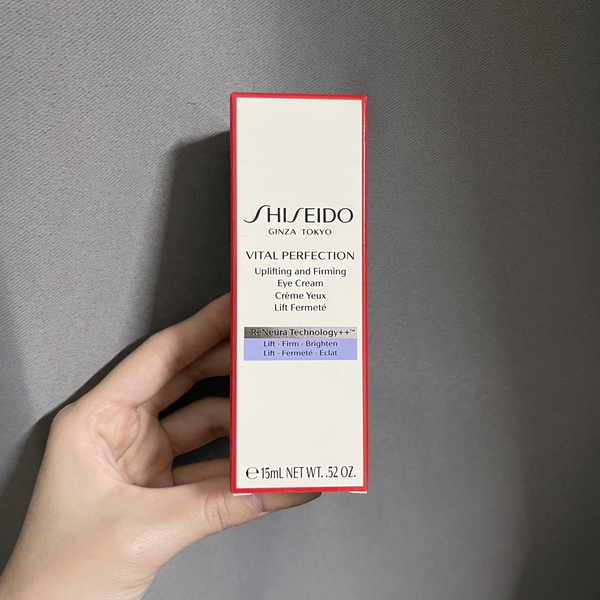 SHISEIDO
GINZA TOKYO
VITAL PERFECTION
Uplifting and Firming
Eye Cream
Crème Yeux
Lift Fermeté
ReNeura Technology++™
Lift - Firm - Brighten
Lift - Fermeté - Eclat
℮15mL NET WT. .52 OZ.